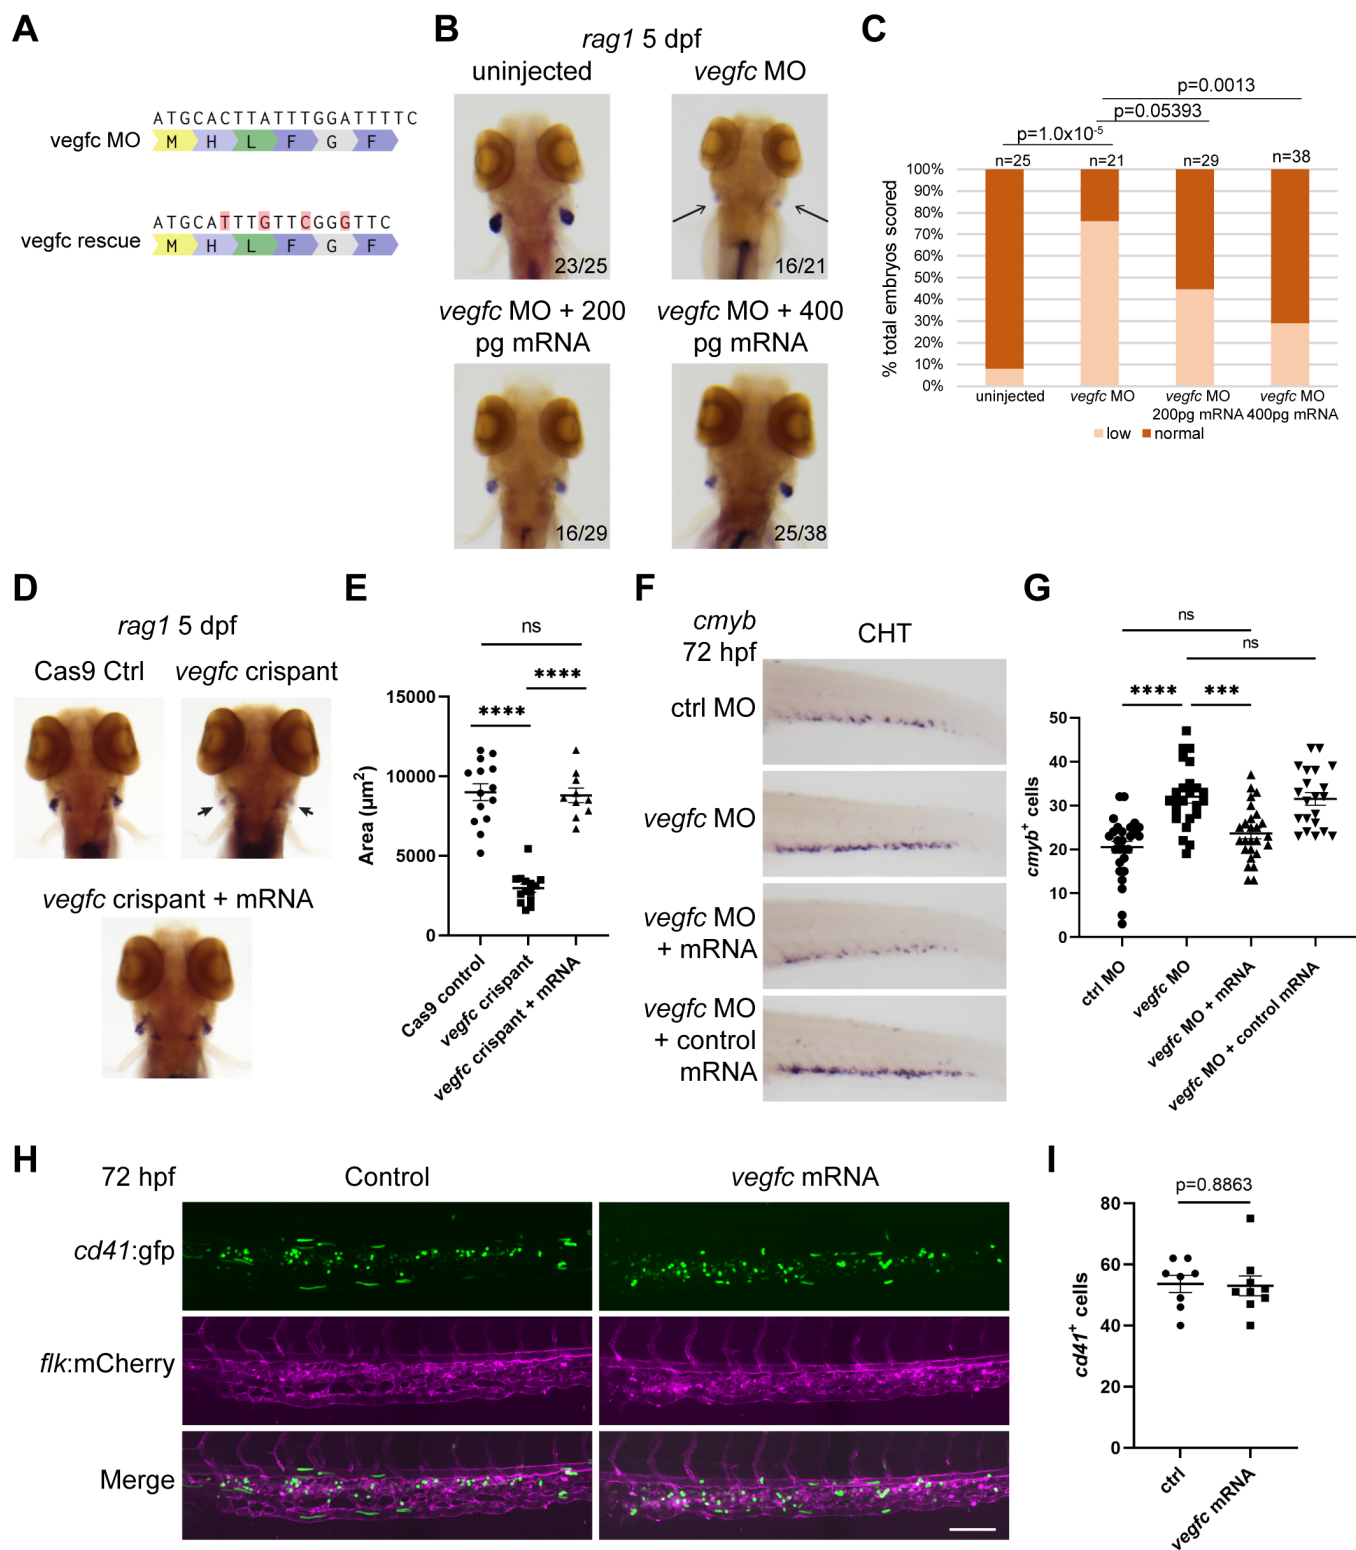 A
ATGCACTTATTTGGATTTTC
vegfc MO
M H L F G F
ATGCATTTGTTCGGGTTC
vegfc rescue
M H L F G F
B
rag1 5 dpf
uninjected
vegfc MO
23/25
16/21
vegfc MO + 200
pg mRNA
vegfc MO + 400
pg mRNA
16/29
25/38
C
p=0.0013
p=0.05393
p=1.0x10-5
n=25
n=21
n=29
n=38
% total embryos scored
100%
90%
80%
70%
60%
50%
40%
30%
20%
10%
0%
uninjected
vegfc MO
vegfc MO
200pg mRNA
vegfc MO
400pg mRNA
low
normal
D
rag1 5 dpf
Cas9 Ctrl
vegfc crispant
vegfc crispant + mRNA
E
ns
****
****
Area (µm2)
15000
10000
5000
0
Cas9 control
vegfc crispant
vegfc crispant + mRNA
F
cmyb
72 hpf
CHT
ctrl MO
vegfc MO
vegfc MO
+ mRNA
vegfc MO
+ control
mRNA
G
ns
ns
****
***
cmyb+ cells
50
40
30
20
10
0
ctrl MO
vegfc MO
vegfc MO + mRNA
vegfc MO + control mRNA
H
72 hpf
Control
vegfc mRNA
cd41:gfp
flk:mCherry
Merge
I
p=0.8863
cd41+ cells
80
60
40
20
0
ctrl
vegfc mRNA